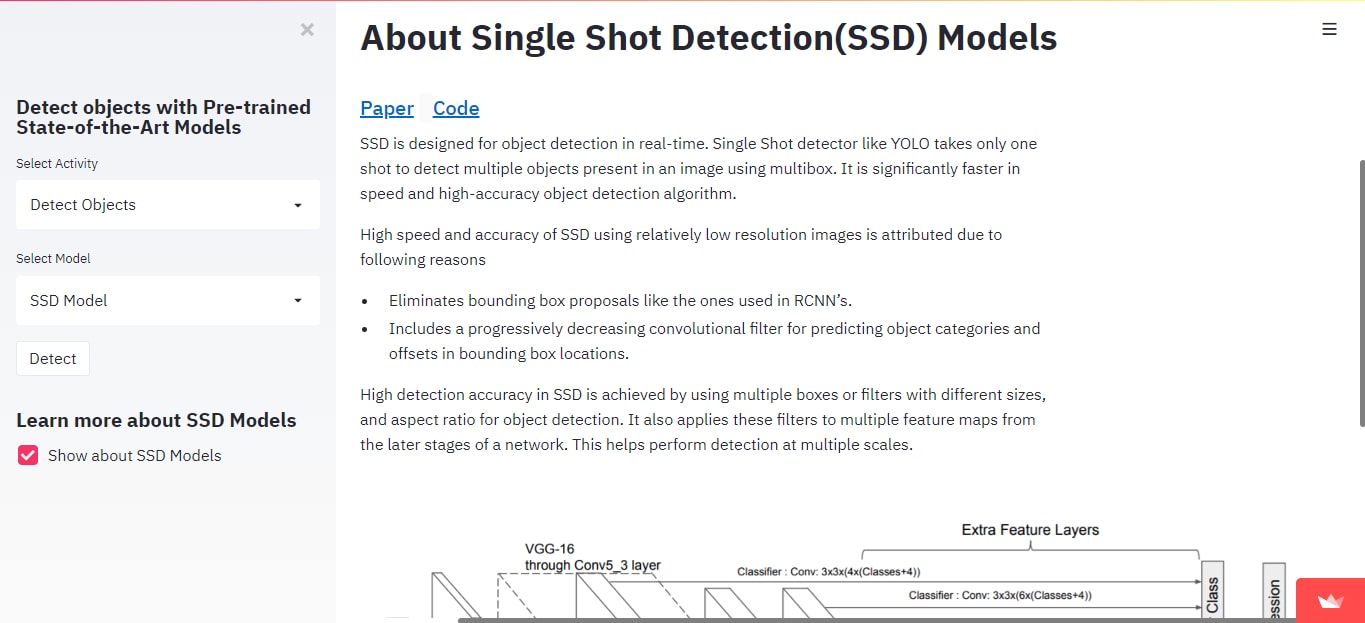 About Single Shot Detection(SSD) Models
Detect objects with Pre-trained
State-of-the-Art Models
Select Activity
Detect Objects
Select Model
SSD Model
Detect
Learn more about SSD Models
Show about SSD Models
Paper Code
SSD is designed for object detection in real-time. Single Shot detector like YOLO takes only one
shot to detect multiple objects present in an image using multibox. It is significantly faster in
speed and high-accuracy object detection algorithm.
High speed and accuracy of SSD using relatively low resolution images is attributed due to
following reasons
• Eliminates bounding box proposals like the ones used in RCNN’s.
• Includes a progressively decreasing convolutional filter for predicting object categories and
offsets in bounding box locations.
High detection accuracy in SSD is achieved by using multiple boxes or filters with different sizes,
and aspect ratio for object detection. It also applies these filters to multiple feature maps from
the later stages of a network. This helps perform detection at multiple scales.
Extra Feature Layers
VGG-16
through Conv5_3 layer
Classifier : Conv: 3x3x(4x(Classes+4))
Classifier : Conv: 3x3x(6x(Classes+4))
Class